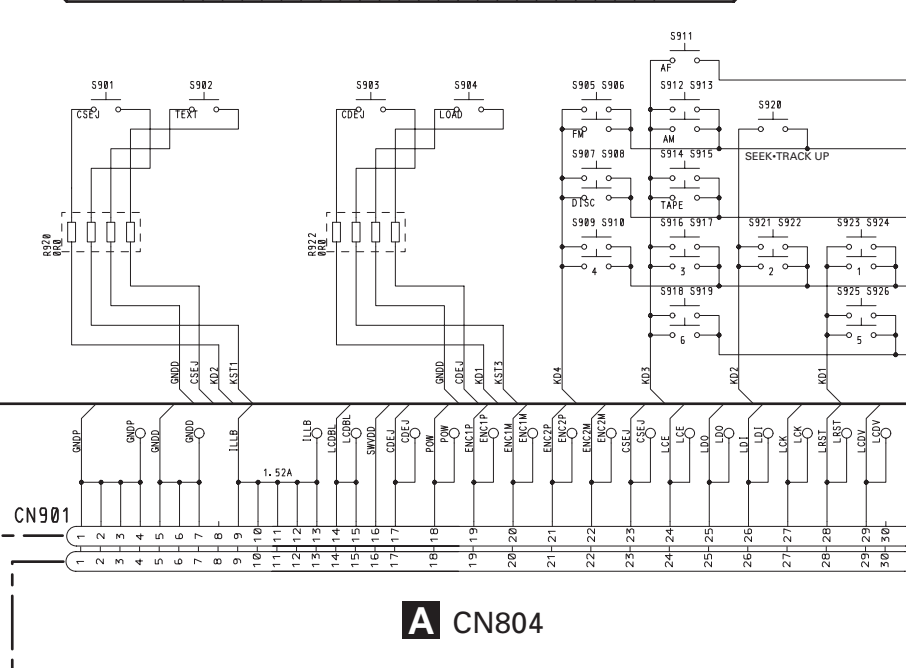 S911
AF
S901 S902 S903 S904 S905 S906 S912 S913 S920
CSEJ TEXT CDEJ LOAD FM AM
SEEK•TRACK UP
S907 S908 S914 S915
DISC TAPE
S909 S910 S916 S917 S921 S922 S923 S924
R920
0R0
R922
0R0
4 3 2 1
S918 S919 S925 S926
6 5
GNDD CSEJ KD2 KST1 GNDD CDEJ KD1 KST3 KD4 KD3 KD2 KD1
GNDP GNDP GNDD GNDD ILLB ILLB LCDBL LCDBL SWVDD CDEJ CDEJ POW POW ENC1P ENC1P ENC1M ENC1M ENC2P ENC2P ENC2M ENC2M CSEJ CSEJ LCE LCE LDO LDO LDI LDI LCK LCK LRST LRST LCDV LCDV
1.52A
CN901
1 2 3 4 5 6 7 8 9 10 11 12 13 14 15 16 17 18 19 20 21 22 23 24 25 26 27 28 29 30
1 2 3 4 5 6 7 8 9 10 11 12 13 14 15 16 17 18 19 20 21 22 23 24 25 26 27 28 29 30
A CN804